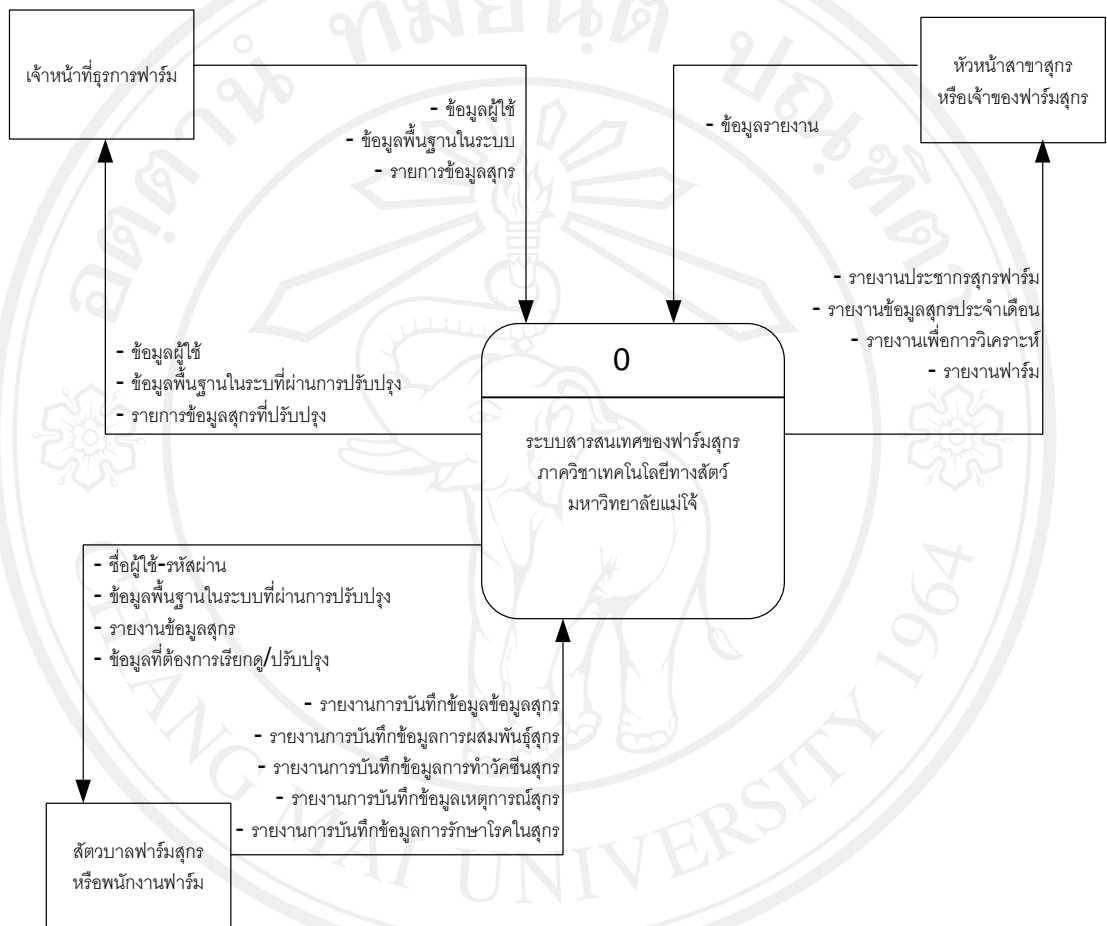 เจ้าหน้าที่ธุรการฟาร์ม
หัวหน้าสาขาสุกร
หรือเจ้าของฟาร์มสุกร
- ข้อมูลผู้ใช้
- ข้อมูลพื้นฐานในระบบ
- รายการข้อมูลสุกร
- ข้อมูลรายงาน
- รายงานประชากรสุกรฟาร์ม
- รายงานข้อมูลสุกรประจำเดือน
- รายงานเพื่อการวิเคราะห์
- รายงานฟาร์ม
- ข้อมูลผู้ใช้
- ข้อมูลพื้นฐานในระบที่ผ่านการปรับปรุง
- รายการข้อมูลสุกรที่ปรับปรุง
0
ระบบสารสนเทศของฟาร์มสุกร
ภาควิชาเทคโนโลยีทางสัตว์
มหาวิทยาลัยแม่โจ้
- ชื่อผู้ใช้-รหัสผ่าน
- ข้อมูลพื้นฐานในระบบที่ผ่านการปรับปรุง
- รายงานข้อมูลสุกร
- ข้อมูลที่ต้องการเรียกดู/ปรับปรุง
- รายงานการบันทึกข้อมูลข้อมูลสุกร
- รายงานการบันทึกข้อมูลการผสมพันธุ์สุกร
- รายงานการบันทึกข้อมูลการทำวัคซีนสุกร
- รายงานการบันทึกข้อมูลเหตุการณ์สุกร
- รายงานการบันทึกข้อมูลการรักษาโรคในสุกร
สัตวบาลฟาร์มสุกร
หรือพนักงานฟาร์ม
CHIANG MAI UNIVERSITY 1964